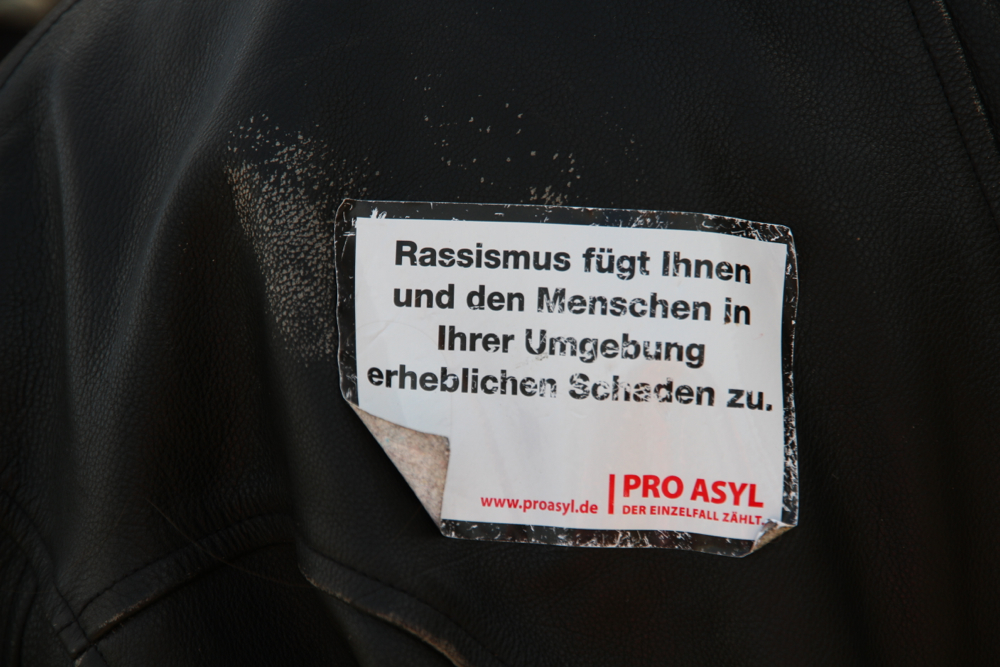 Rassismus fügt Ihnen
und den Menschen in
Ihrer Umgebung
erheblichen Schaden zu.
www.proasyl.de
PRO ASYL
DER EINZELFALL ZÄHLT.